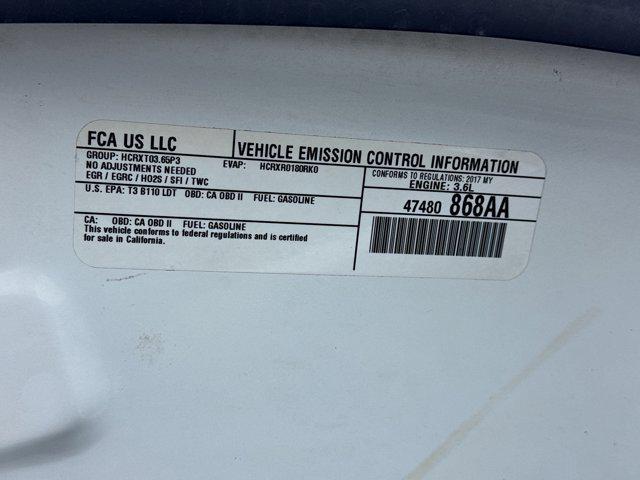 FCA US LLC
VEHICLE EMISSION CONTROL INFORMATION
GROUP: HCRXT03.65P3 EVAP: HCRXR0180RK0
NO ADJUSTMENTS NEEDED
EGR / EGRC / HO2S / SFI / TWC
CONFORMS TO REGULATIONS: 2017 MY
ENGINE: 3.6L
U.S. EPA: T3 B110 LDT OBD: CA OBD II FUEL: GASOLINE
47480 868AA
CA: OBD: CA OBD II FUEL: GASOLINE
This vehicle conforms to federal regulations and is certified
for sale in California.